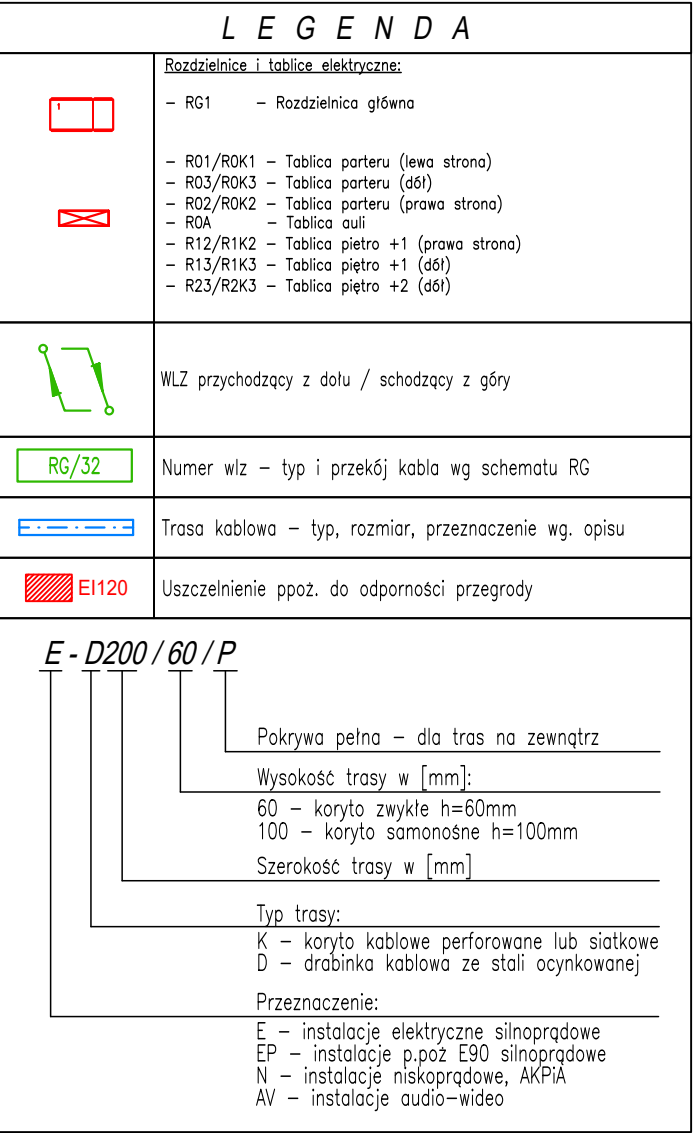 L E G E N D A
Rozdzielnice i tablice elektryczne:
1
– RG1 – Rozdzielnica główna
– R01/R0K1 – Tablica parteru (lewa strona)
– R03/R0K3 – Tablica parteru (dół)
– R02/R0K2 – Tablica parteru (prawa strona)
– R0A – Tablica auli
– R12/R1K2 – Tablica pietro +1 (prawa strona)
– R13/R1K3 – Tablica piętro +1 (dół)
– R23/R2K3 – Tablica piętro +2 (dół)
WLZ przychodzący z dołu / schodzący z góry
RG/32
Numer wlz – typ i przekój kabla wg schematu RG
Trasa kablowa – typ, rozmiar, przeznaczenie wg. opisu
EI120
Uszczelnienie ppoż. do odporności przegrody
E - D200 / 60 / P
Pokrywa pełna – dla tras na zewnątrz
Wysokość trasy w [mm]:
60 – koryto zwykłe h=60mm
100 – koryto samonośne h=100mm
Szerokość trasy w [mm]
Typ trasy:
K – koryto kablowe perforowane lub siatkowe
D – drabinka kablowa ze stali ocynkowanej
Przeznaczenie:
E – instalacje elektryczne silnoprądowe
EP – instalacje p.poż E90 silnoprądowe
N – instalacje niskoprądowe, AKPiA
AV – instalacje audio–wideo